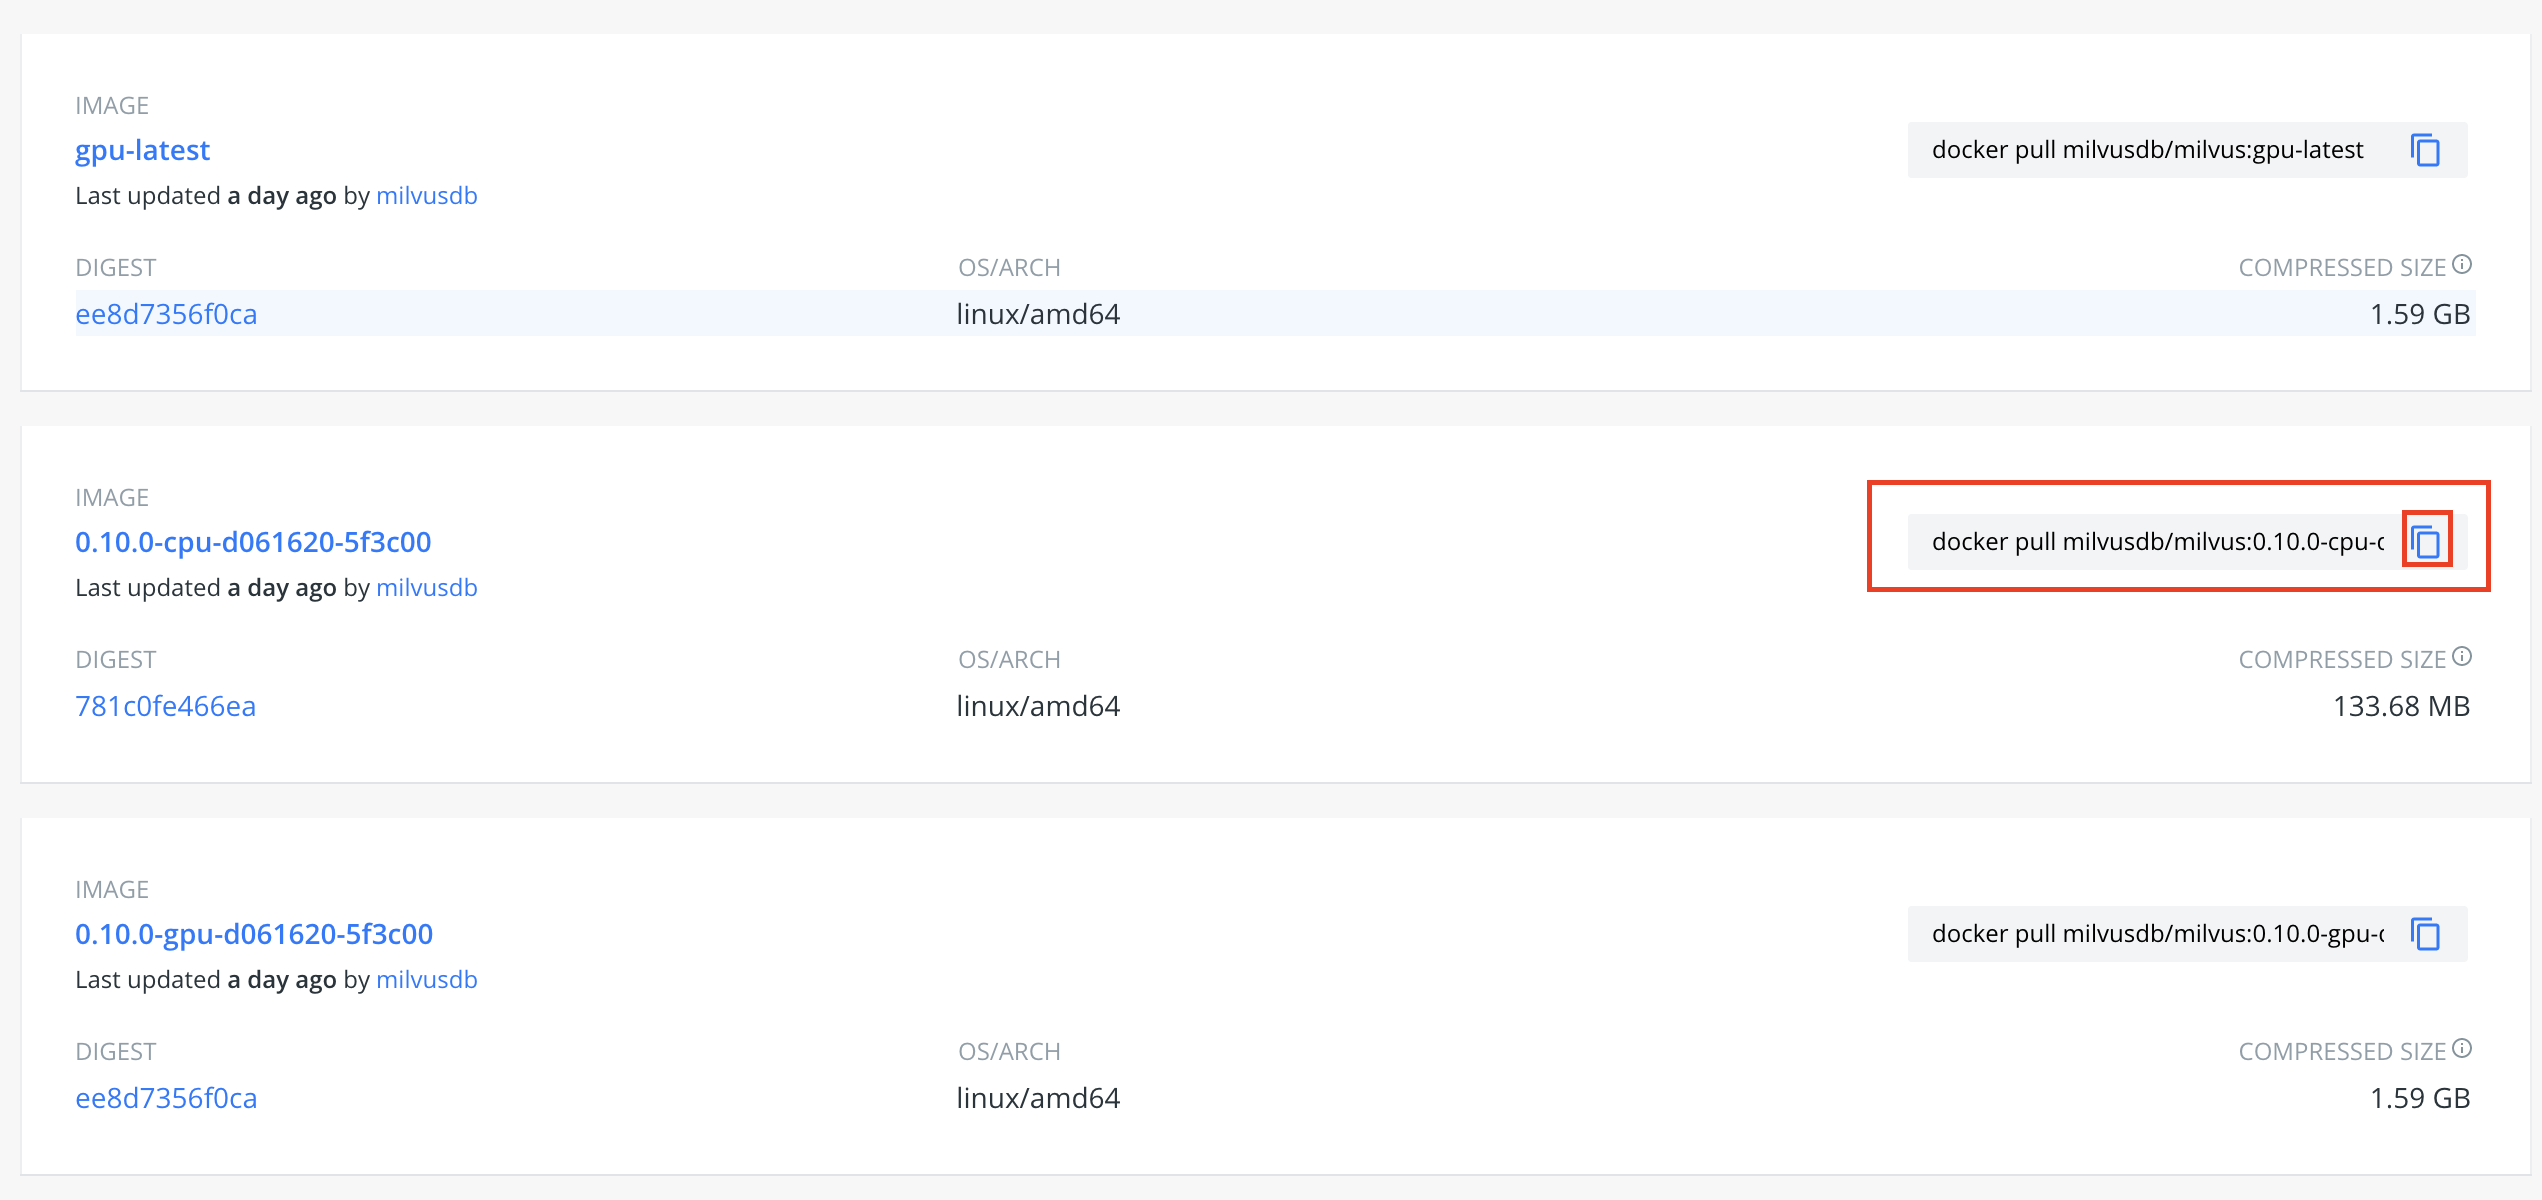 IMAGE
gpu-latest
docker pull milvusdb/milvus:gpu-latest
Last updated a day ago by milvusdb
DIGEST OS/ARCH COMPRESSED SIZE
ee8d7356f0ca linux/amd64 1.59 GB
IMAGE
0.10.0-cpu-d061620-5f3c00
docker pull milvusdb/milvus:0.10.0-cpu-
Last updated a day ago by milvusdb
DIGEST OS/ARCH COMPRESSED SIZE
781c0fe466ea linux/amd64 133.68 MB
IMAGE
0.10.0-gpu-d061620-5f3c00
docker pull milvusdb/milvus:0.10.0-gpu-
Last updated a day ago by milvusdb
DIGEST OS/ARCH COMPRESSED SIZE
ee8d7356f0ca linux/amd64 1.59 GB